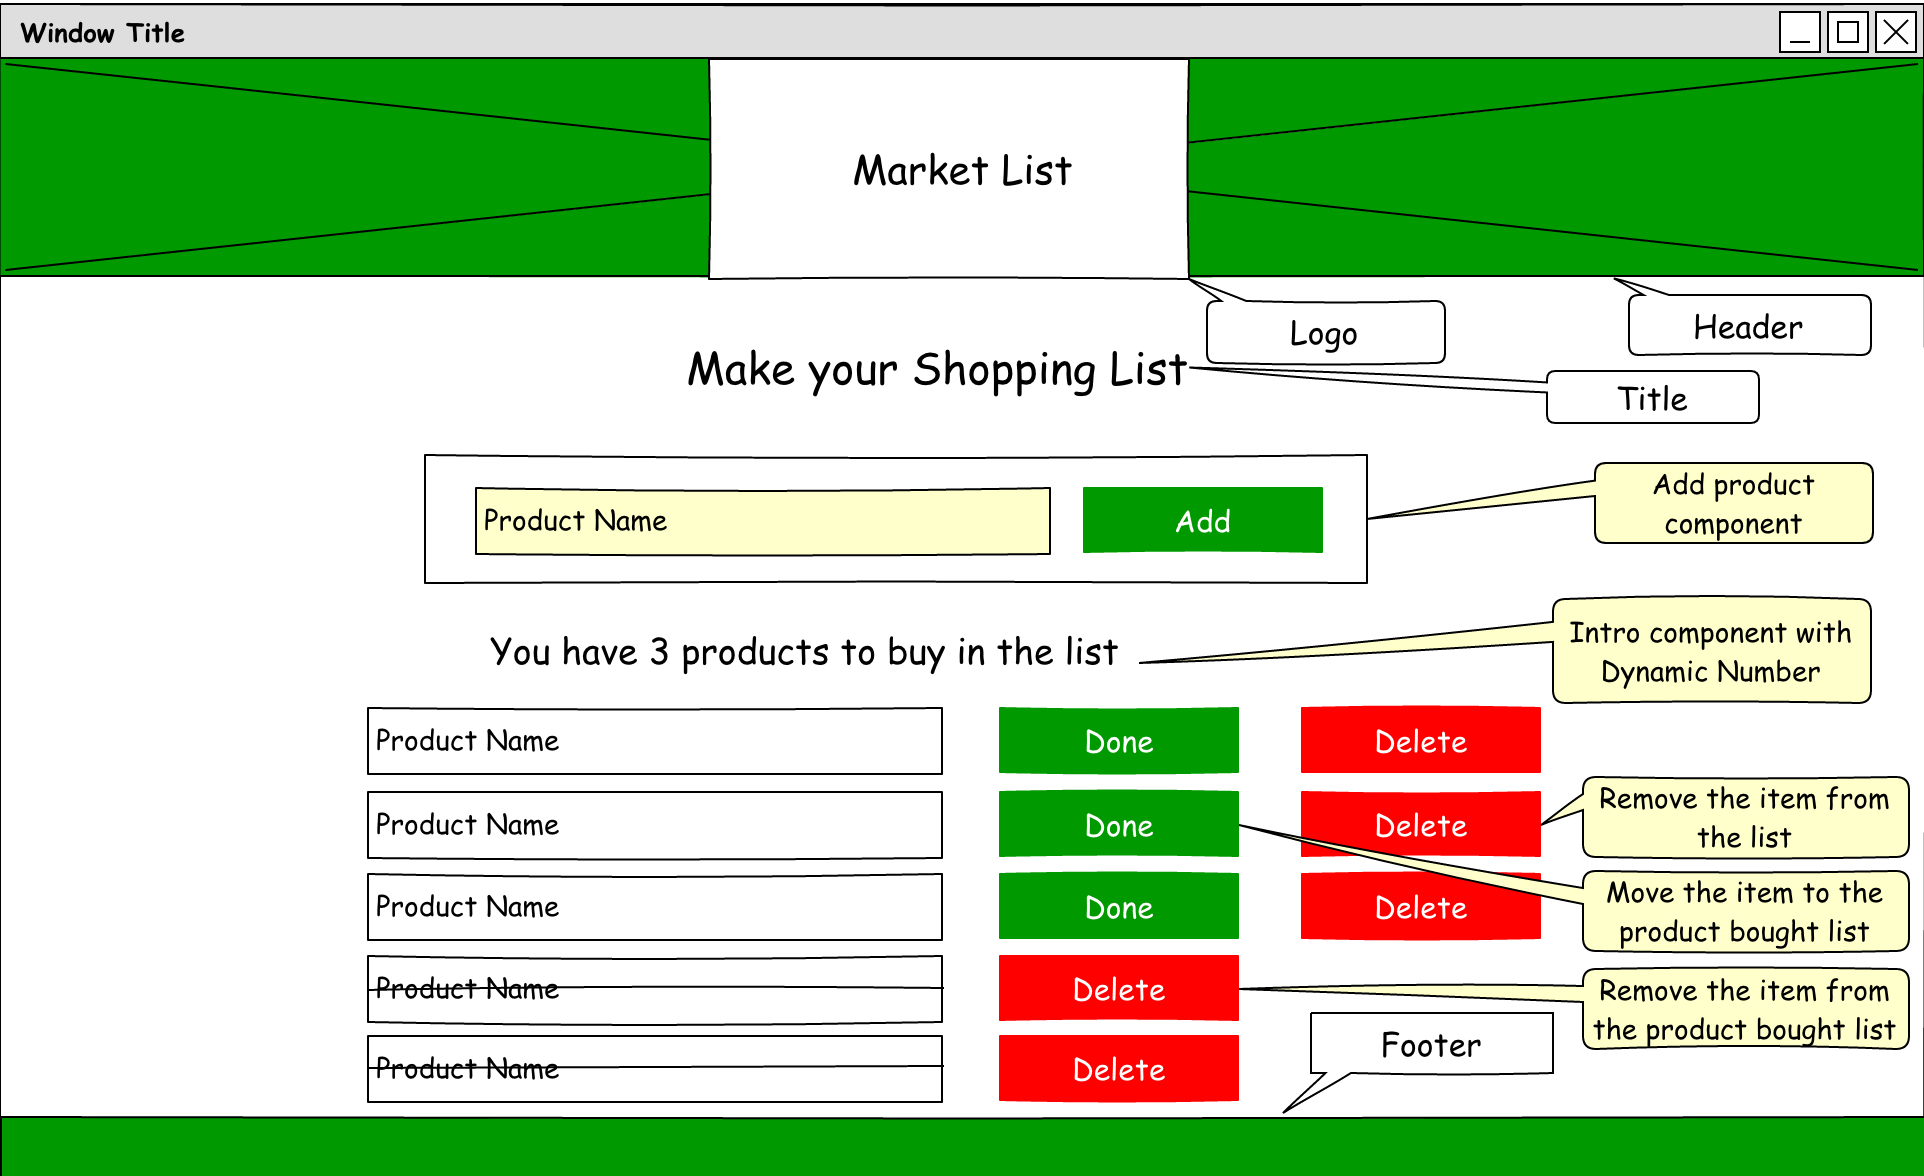 Window Title
Market List
Logo
Header
Make your Shopping List
Title
Product Name
Add
Add product
component
You have 3 products to buy in the list
Intro component with
Dynamic Number
Product Name
Done
Delete
Product Name
Done
Delete
Remove the item from
the list
Product Name
Done
Delete
Move the item to the
product bought list
Product Name
Delete
Remove the item from
the product bought list
Footer
Product Name
Delete